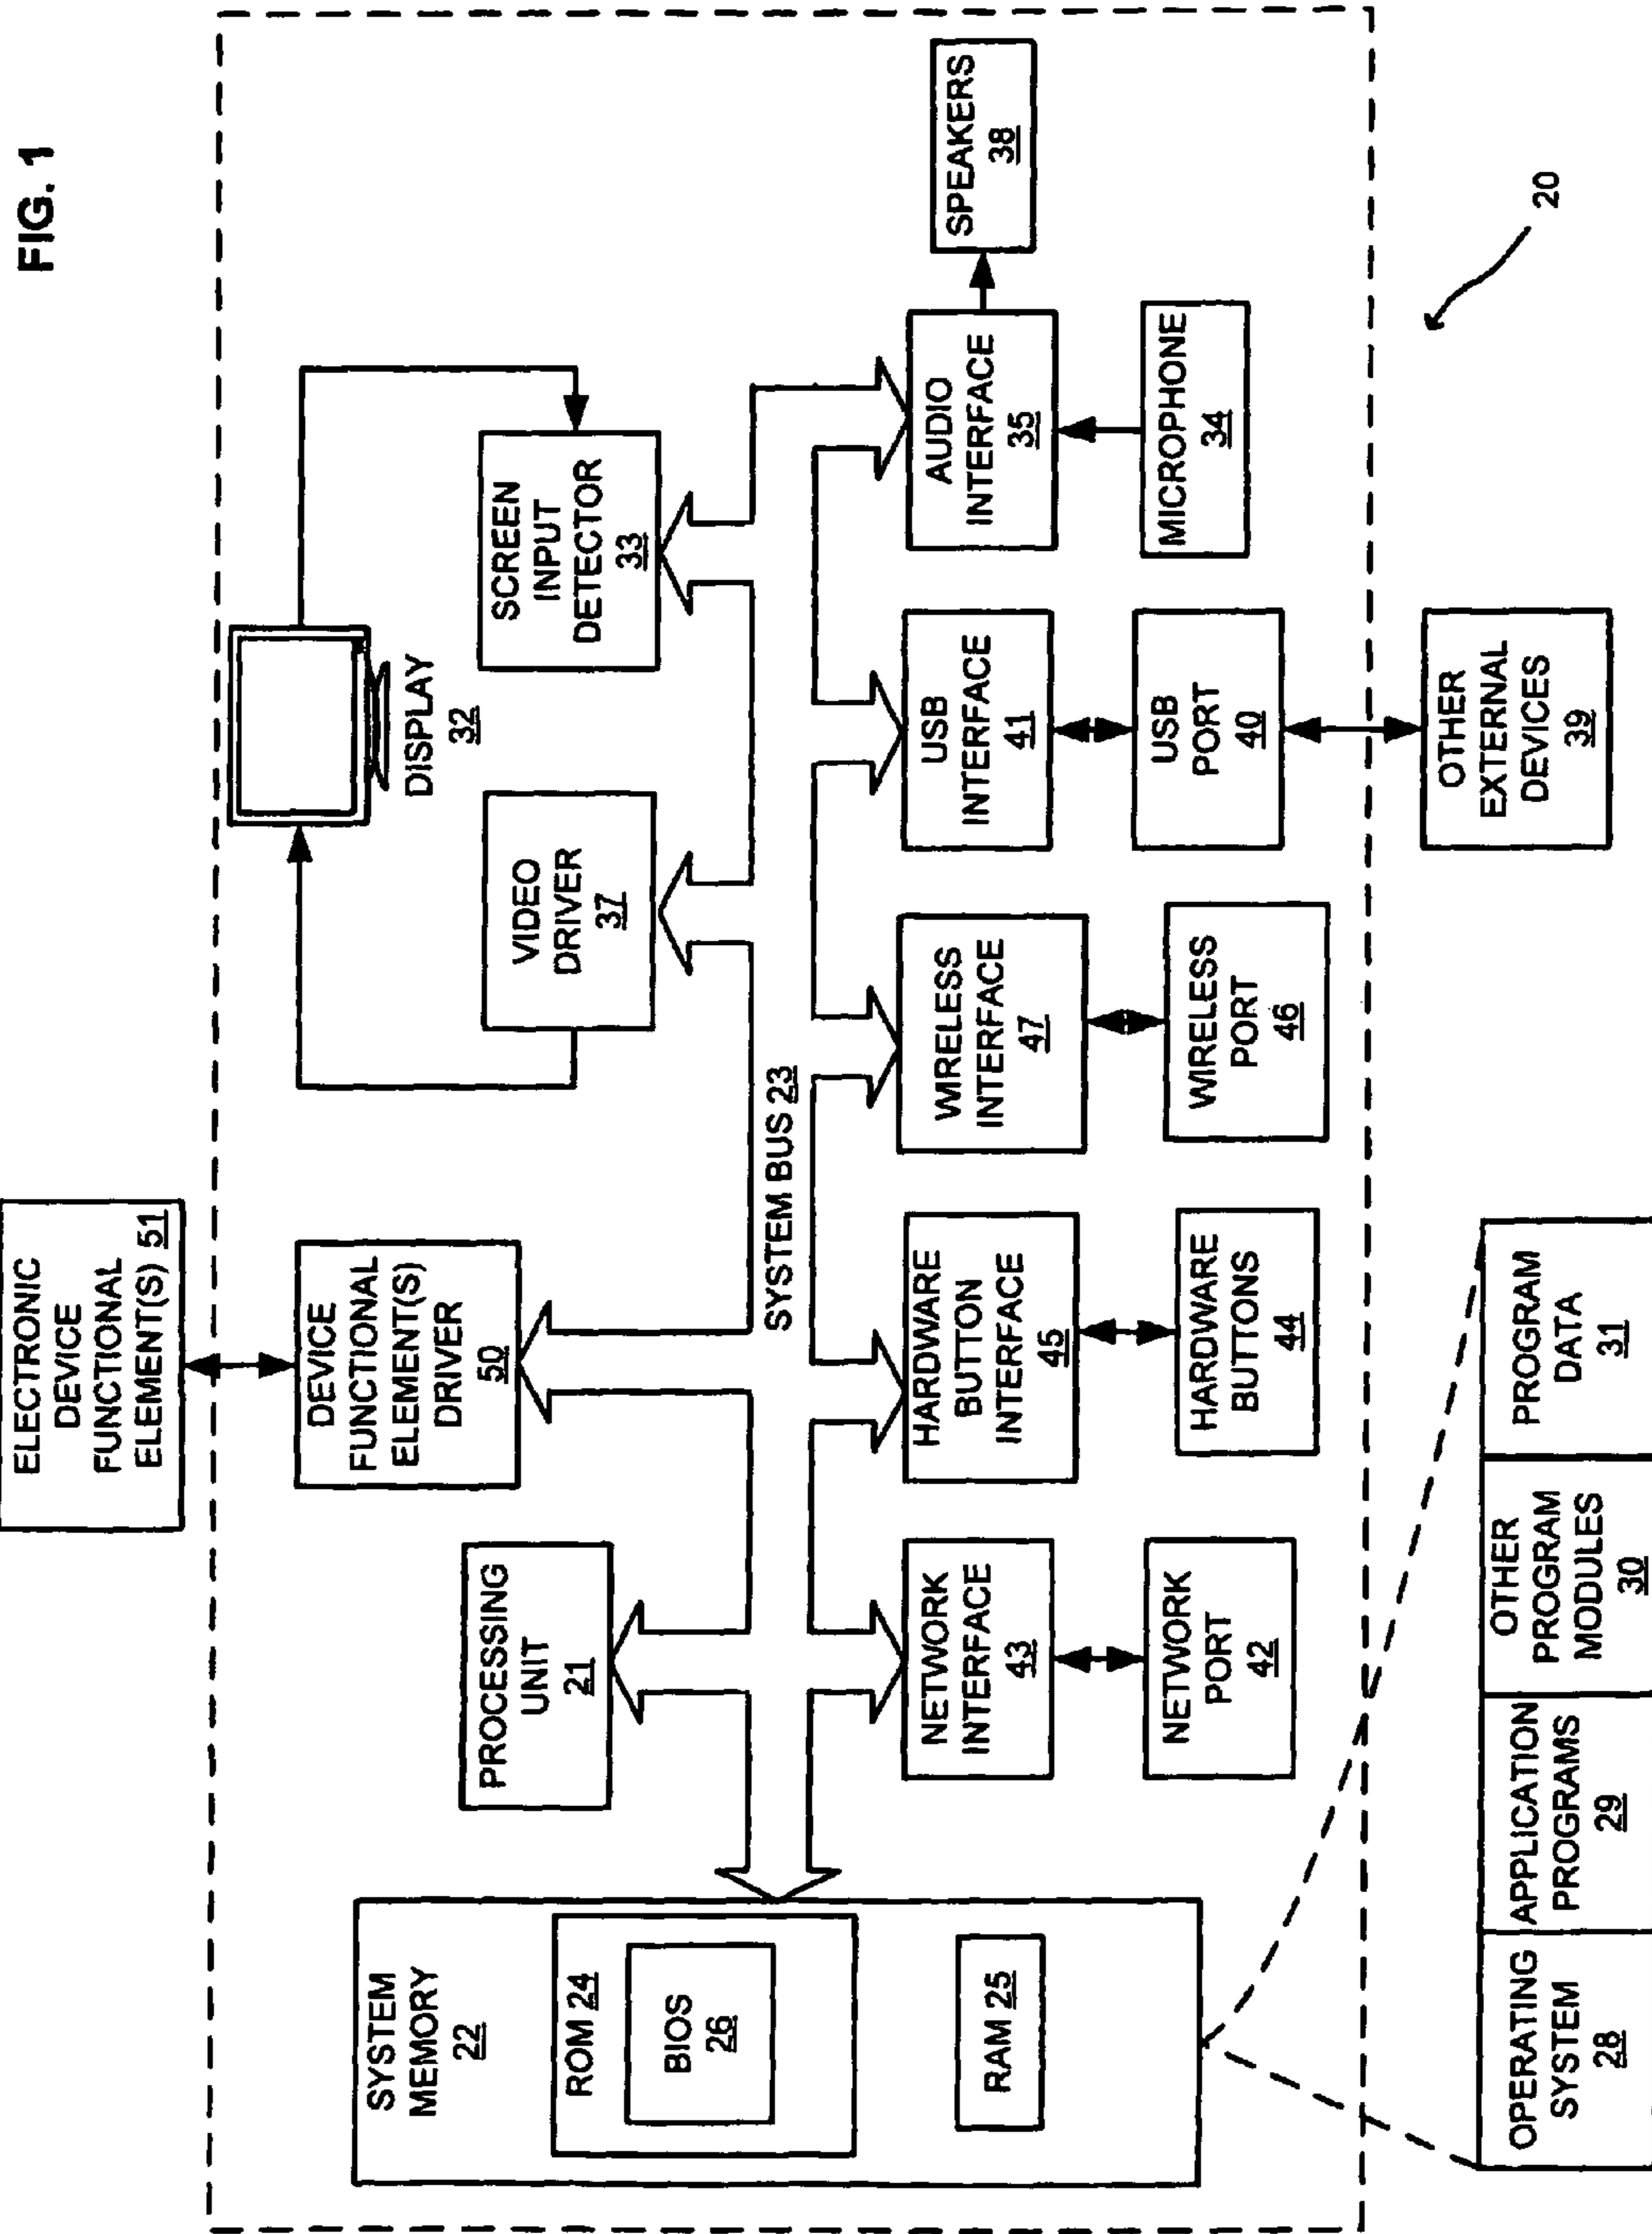 FIG. 1
ELECTRONIC
DEVICE
FUNCTIONAL
ELEMENT(S) 51
DISPLAY
32
DEVICE
FUNCTIONAL
ELEMENT(S)
DRIVER
50
PROCESSING
UNIT
21
VIDEO
DRIVER
37
SCREEN
INPUT
DETECTOR
33
SYSTEM
MEMORY
22
ROM 24
BIOS
26
RAM 25
SYSTEM BUS 23
NETWORK
INTERFACE
43
HARDWARE
BUTTON
INTERFACE
45
WIRELESS
INTERFACE
47
USB
INTERFACE
41
AUDIO
INTERFACE
35
SPEAKERS
38
NETWORK
PORT
42
HARDWARE
BUTTONS
44
WIRELESS
PORT
46
USB
PORT
40
MICROPHONE
34
OPERATING
SYSTEM
28
APPLICATION
PROGRAMS
29
OTHER
PROGRAM
MODULES
30
PROGRAM
DATA
31
OTHER
EXTERNAL
DEVICES
39
20